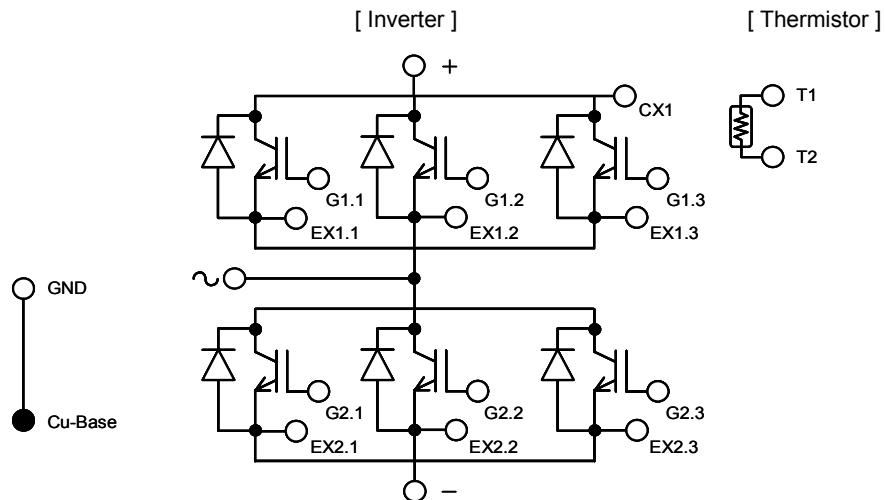 [ Inverter ]
[ Thermistor ]
+
CX1
T1
T2
G1.1
G1.2
G1.3
EX1.1
EX1.2
EX1.3
~
GND
G2.1
G2.2
G2.3
Cu-Base
EX2.1
EX2.2
EX2.3
−